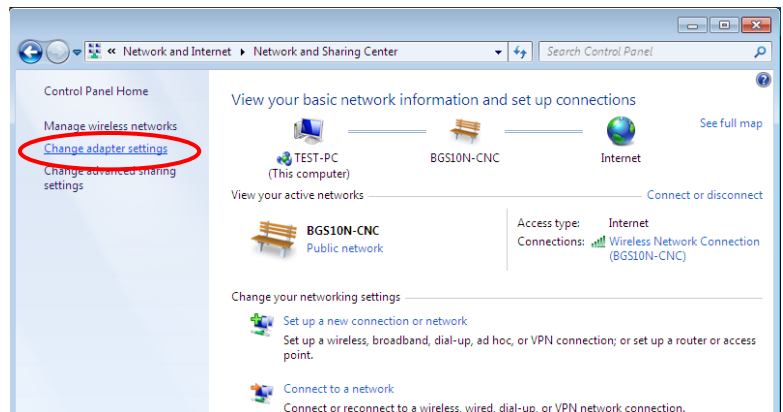 « Network and Internet ▸ Network and Sharing Center
Search Control Panel
Control Panel Home
Manage wireless networks
Change adapter settings
Change advanced sharing
settings
View your basic network information and set up connections
See full map
TEST-PC
(This computer)
BGS10N-CNC
Internet
View your active networks
Connect or disconnect
BGS10N-CNC
Public network
Access type: Internet
Connections: Wireless Network Connection
(BGS10N-CNC)
Change your networking settings
Set up a new connection or network
Set up a wireless, broadband, dial-up, ad hoc, or VPN connection; or set up a router or access
point.
Connect to a network
Connect or reconnect to a wireless, wired, dial-up, or VPN network connection.